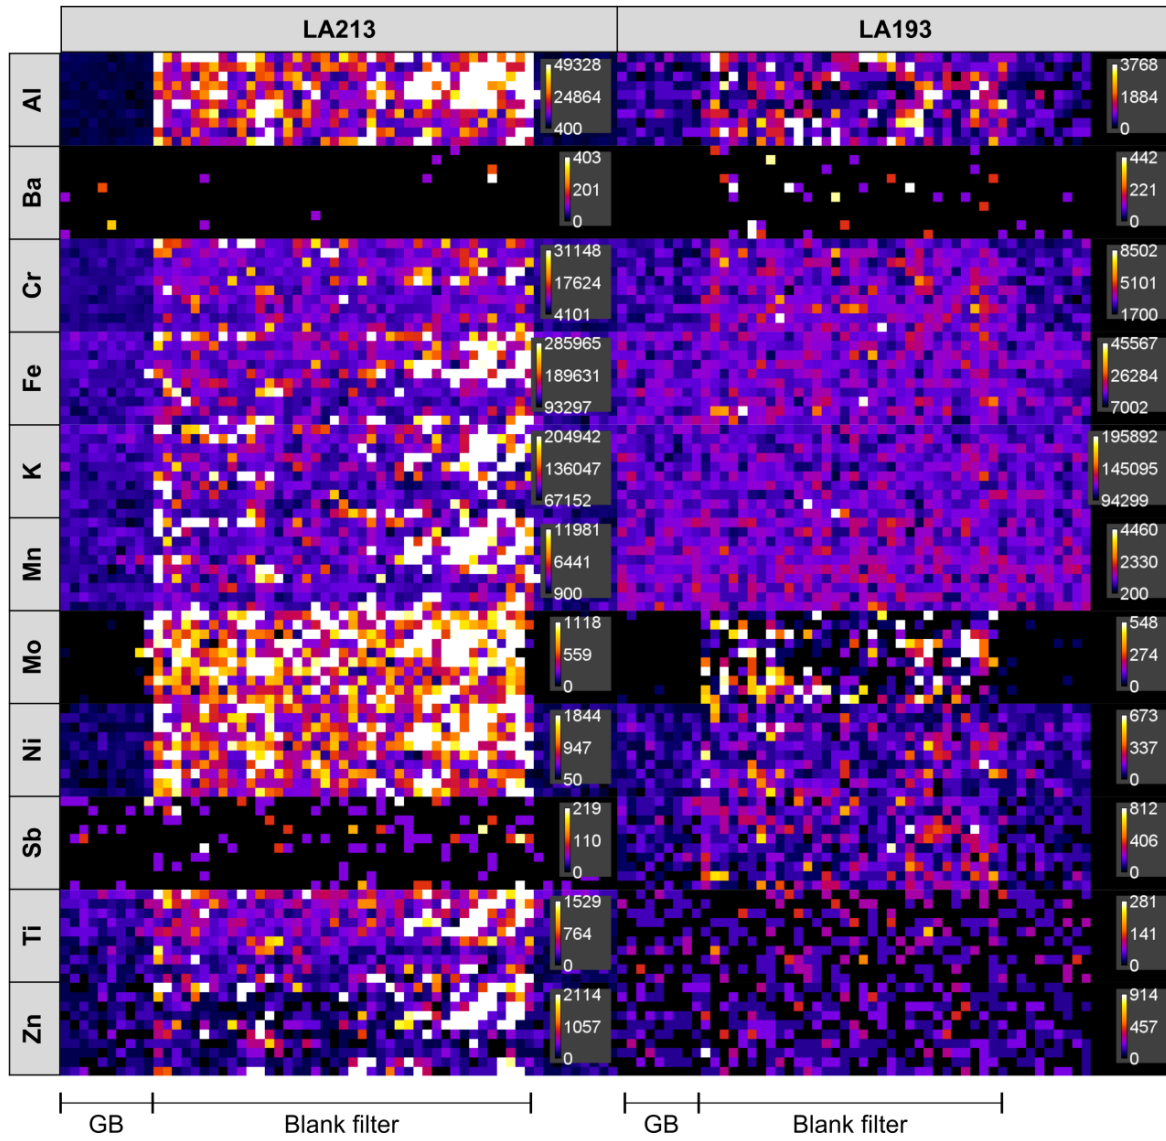 LA213 LA193
Al 49328 3768
24864 1884
400 0
Ba 403 442
201 221
0 0
Cr 31148 8502
17624 5101
4101 1700
Fe 285965 45567
189631 26284
93297 7002
K 204942 195892
136047 145095
67152 94299
Mn 11981 4460
6441 2330
900 200
Mo 1118 548
559 274
0 0
Ni 1844 673
947 337
50 0
Sb 219 812
110 406
0 0
Ti 1529 281
764 141
0 0
Zn 2114 914
1057 457
0 0
GB Blank filter GB Blank filter